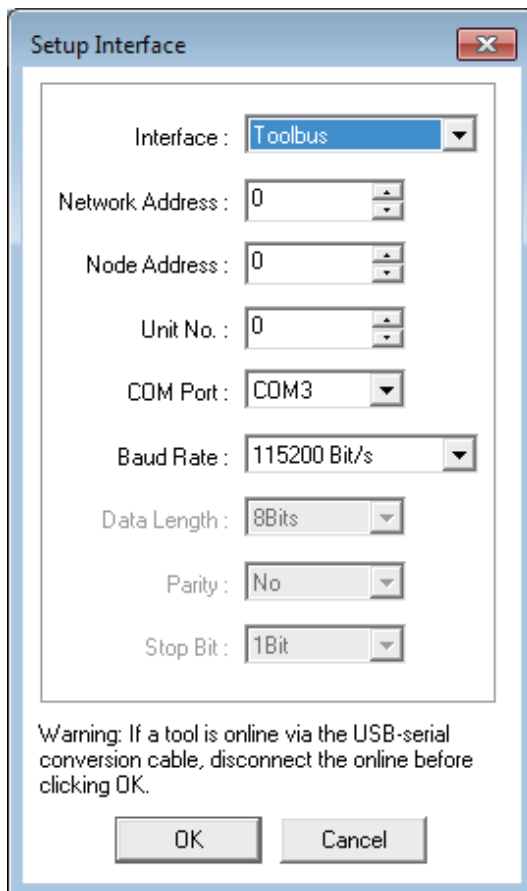 Setup Interface
Interface : Toolbus
Network Address : 0
Node Address : 0
Unit No. : 0
COM Port : COM3
Baud Rate : 115200 Bit/s
Data Length : 8Bits
Parity : No
Stop Bit : 1Bit
Warning: If a tool is online via the USB-serial
conversion cable, disconnect the online before
clicking OK.
OK Cancel